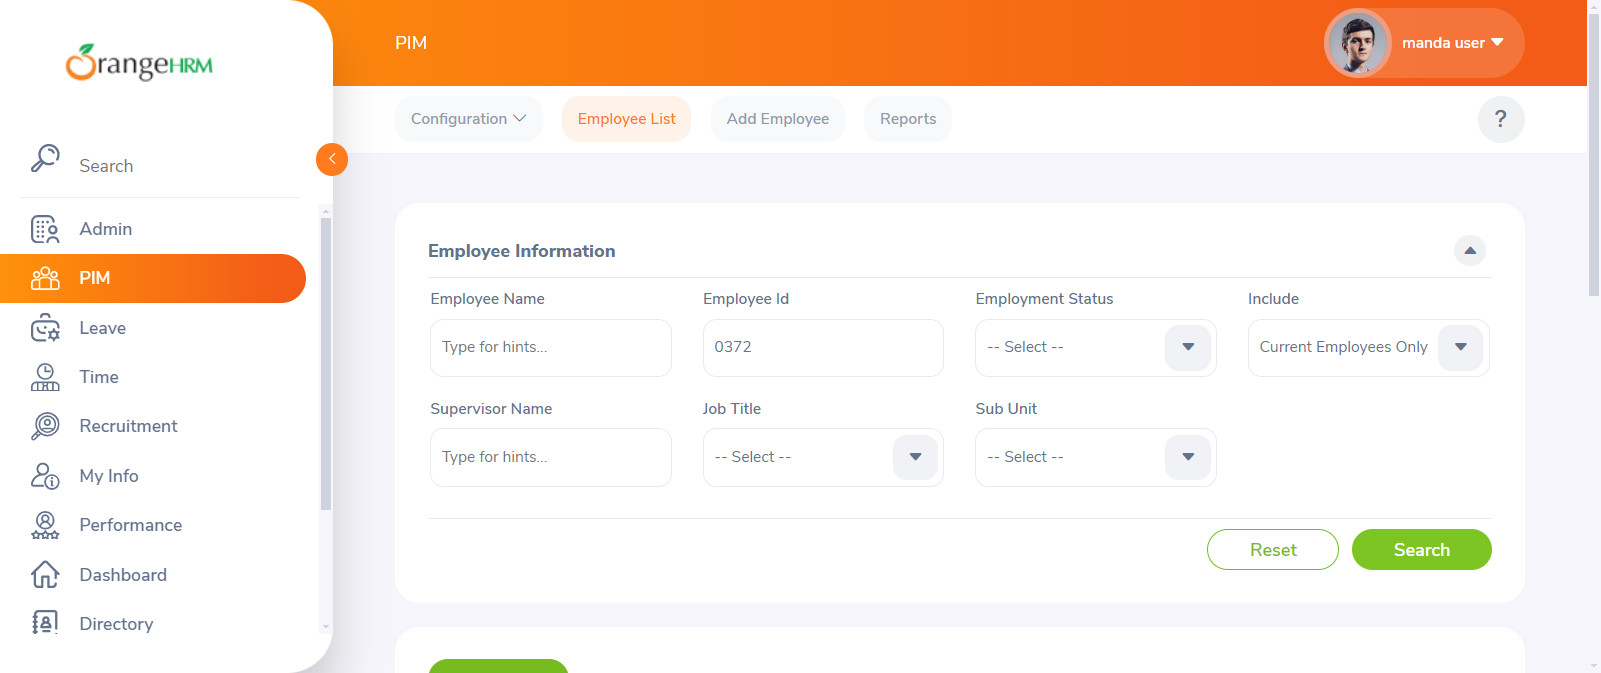 OrangeHRM
PIM
manda user
Configuration
Employee List
Add Employee
Reports
?
Search
Admin
PIM
Leave
Time
Recruitment
My Info
Performance
Dashboard
Directory
Employee Information
Employee Name
Employee Id
Employment Status
Include
Type for hints...
0372
-- Select --
Current Employees Only
Supervisor Name
Job Title
Sub Unit
Type for hints...
-- Select --
-- Select --
Reset
Search